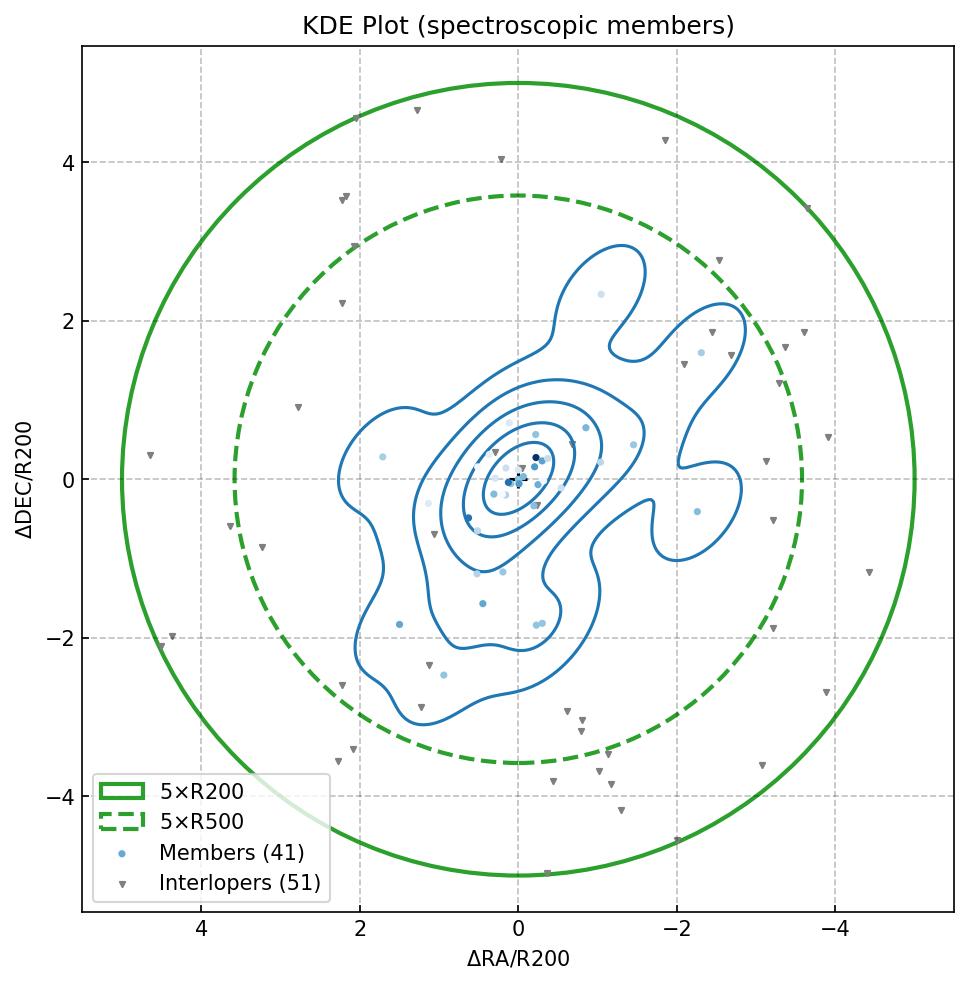 KDE Plot (spectroscopic members)
4
2
0
−2
−4
ΔDEC/R200
5×R200
5×R500
Members (41)
Interlopers (51)
4
2
0
−2
−4
ΔRA/R200